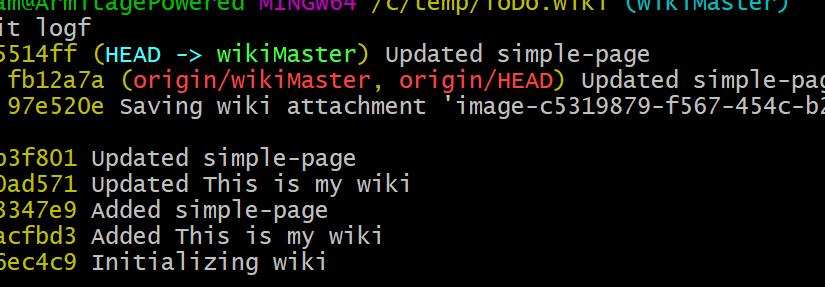 am@ArmitagePowered MINGW64 /c/temp/ToDo.wiki (wikiMaster)
it logf
5514ff (HEAD -> wikiMaster) Updated simple-page
fb12a7a (origin/wikiMaster, origin/HEAD) Updated simple-pag
97e520e Saving wiki attachment 'image-c5319879-f567-454c-b2
b3f801 Updated simple-page
0ad571 Updated This is my wiki
3347e9 Added simple-page
acfbd3 Added This is my wiki
6ec4c9 Initializing wiki